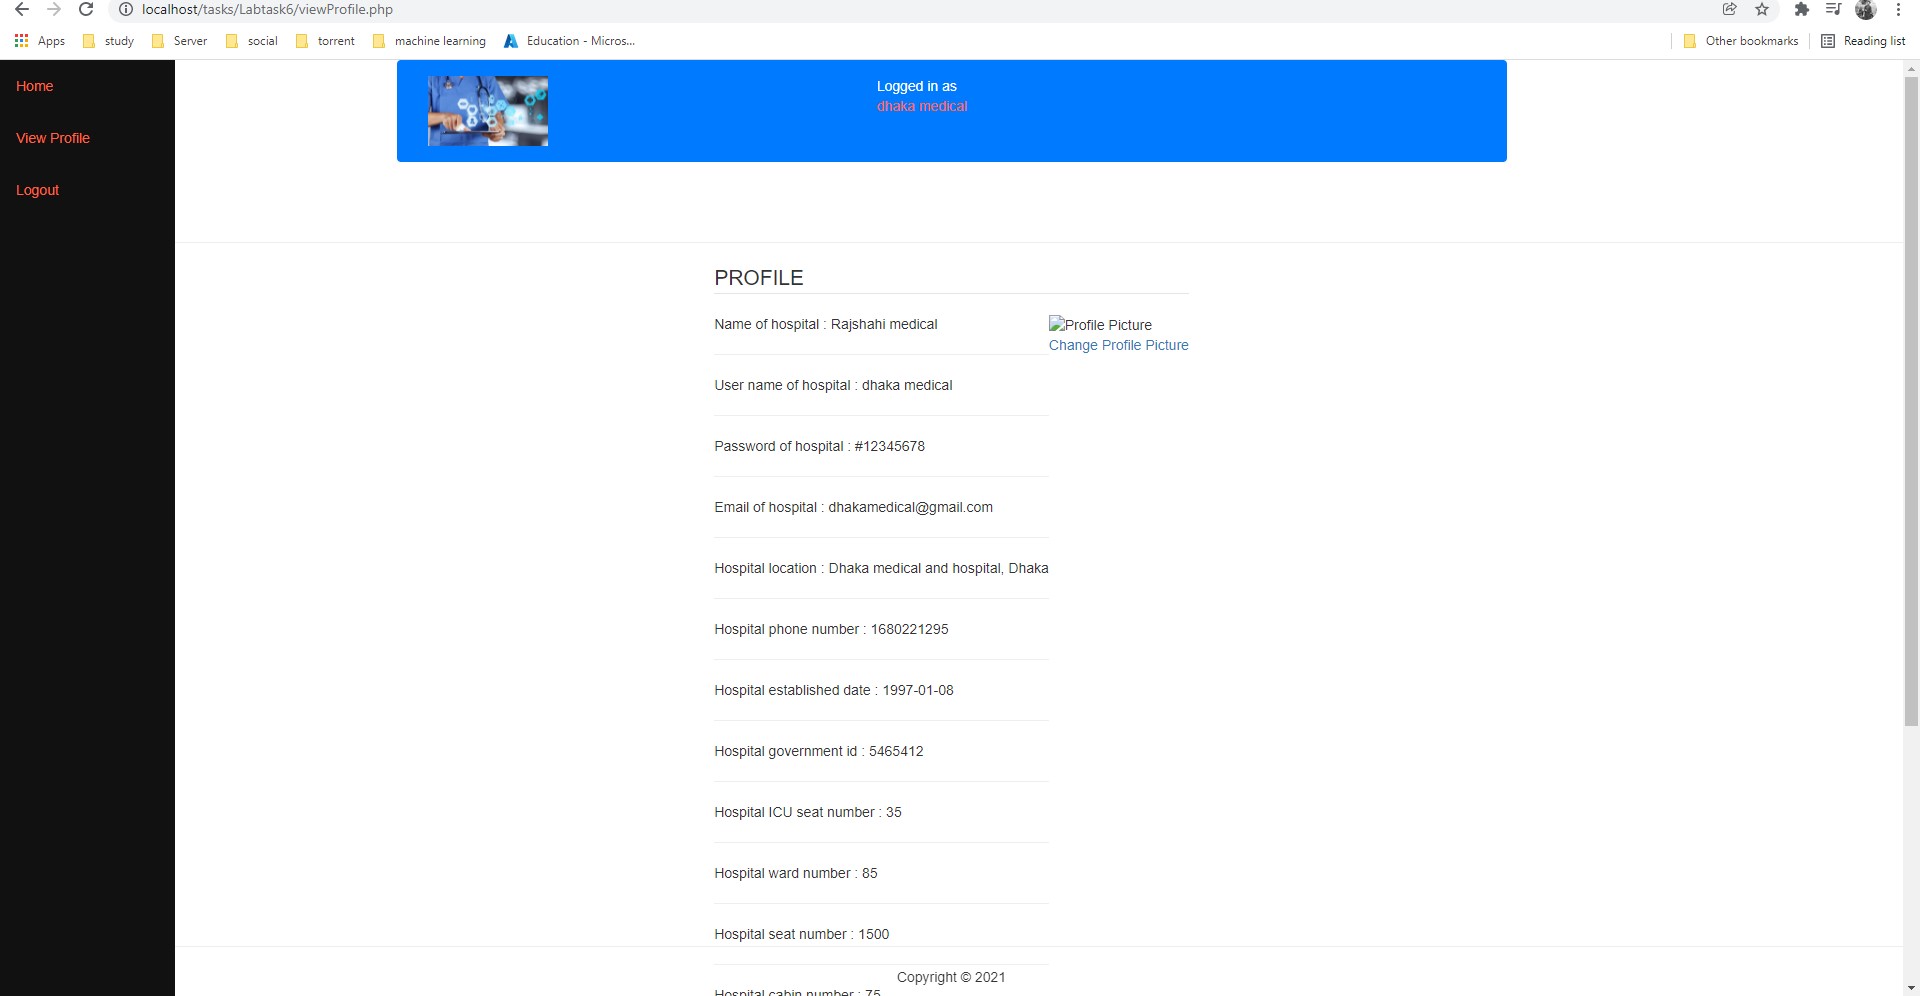 localhost/tasks/Labtask6/viewProfile.php
Apps study Server social torrent machine learning Education - Micros... Other bookmarks Reading list
Home
View Profile
Logout
Logged in as
dhaka medical
PROFILE
Name of hospital : Rajshahi medical
Profile Picture
Change Profile Picture
User name of hospital : dhaka medical
Password of hospital : #12345678
Email of hospital : dhakamedical@gmail.com
Hospital location : Dhaka medical and hospital, Dhaka
Hospital phone number : 1680221295
Hospital established date : 1997-01-08
Hospital government id : 5465412
Hospital ICU seat number : 35
Hospital ward number : 85
Hospital seat number : 1500
Copyright © 2021
Hospital cabin number : 75